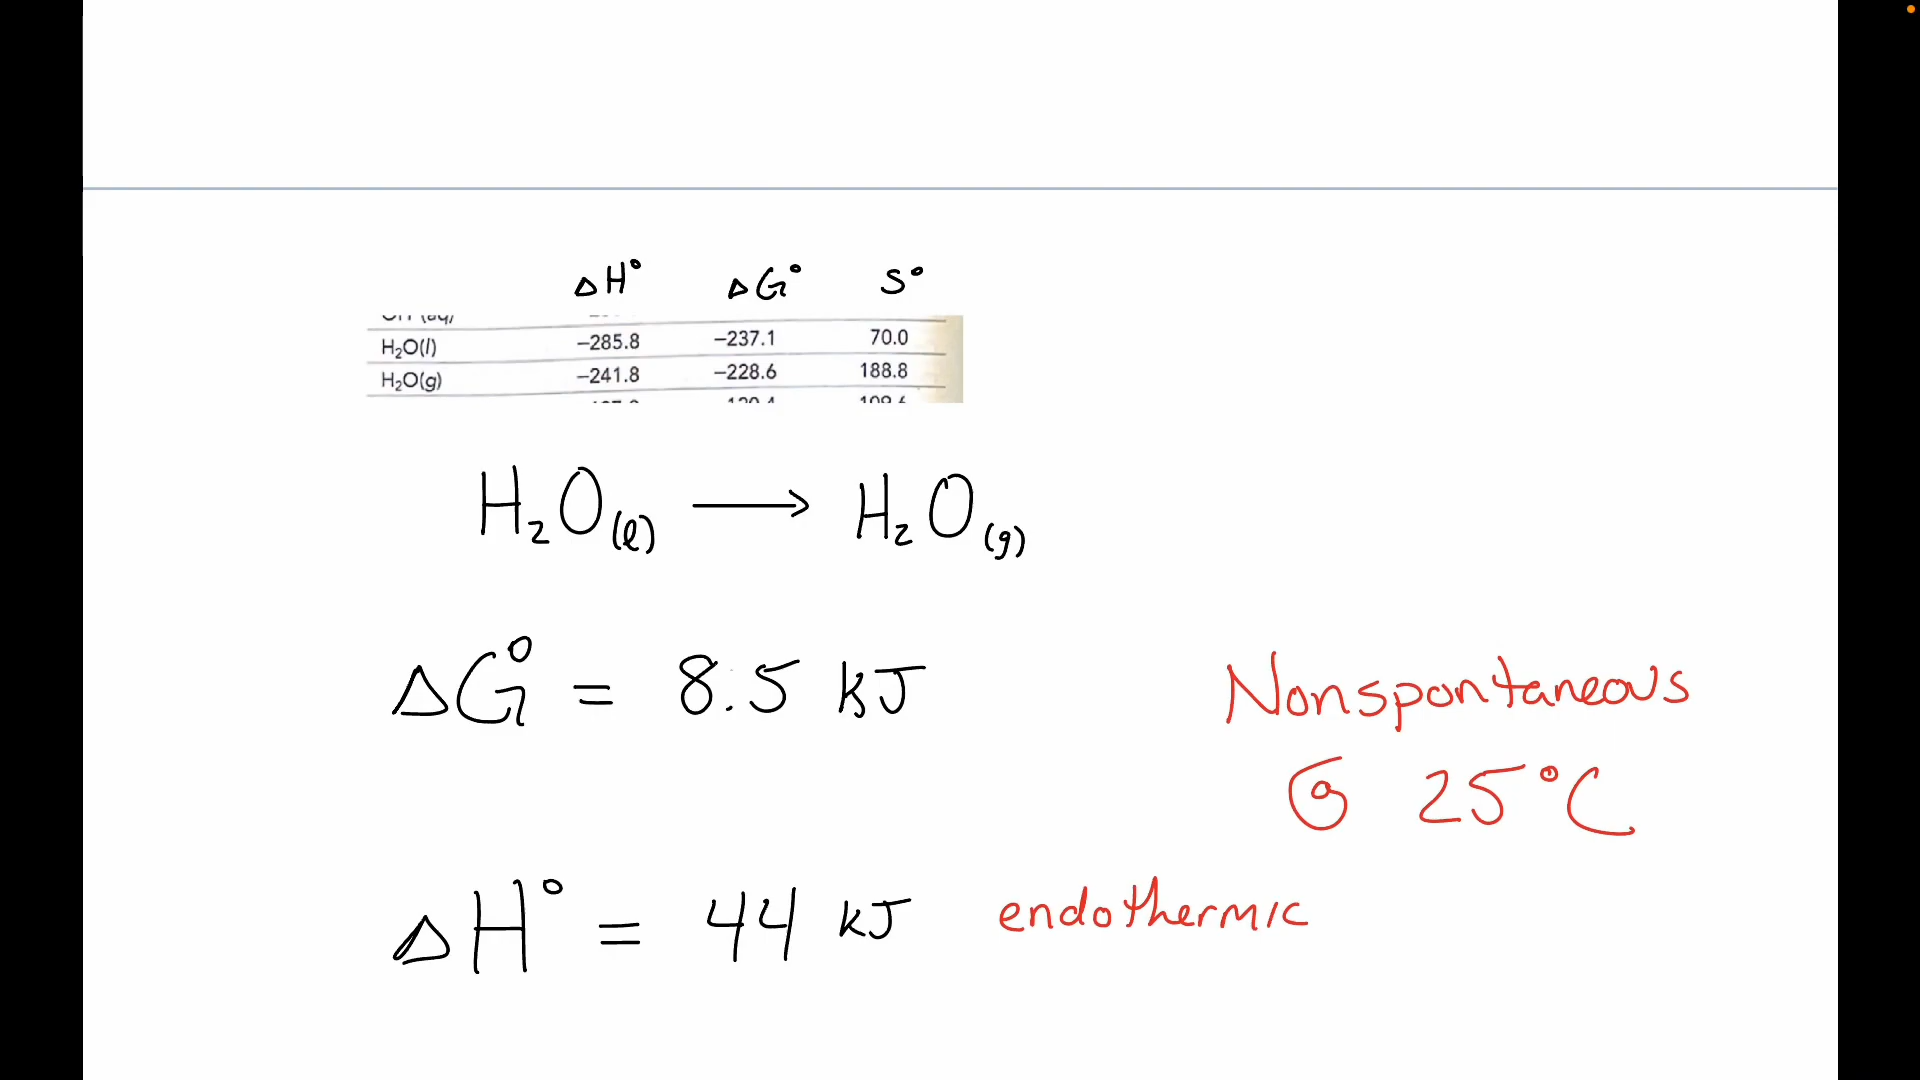 ΔH° ΔG° S°
H₂O(l) –285.8 –237.1 70.0
H₂O(g) –241.8 –228.6 188.8
H₂O(l) ⟶ H₂O(g)
ΔG° = 8.5 kJ
Nonspontaneous
@ 25°C
ΔH° = 44 kJ endothermic